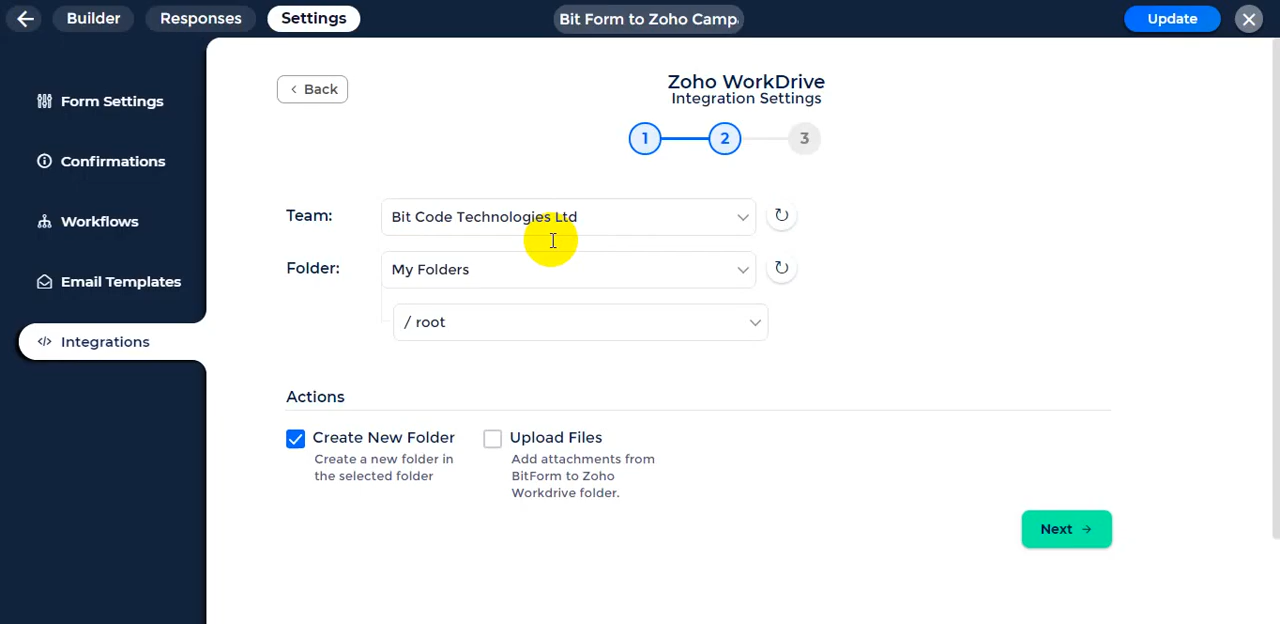 Builder
Responses
Settings
Bit Form to Zoho Camp
Update
Form Settings
Confirmations
Workflows
Email Templates
Integrations
Back
Zoho WorkDrive
Integration Settings
1
2
3
Team:
Bit Code Technologies Ltd
Folder:
My Folders
/ root
Actions
Create New Folder
Create a new folder in
the selected folder
Upload Files
Add attachments from
BitForm to Zoho
Workdrive folder.
Next